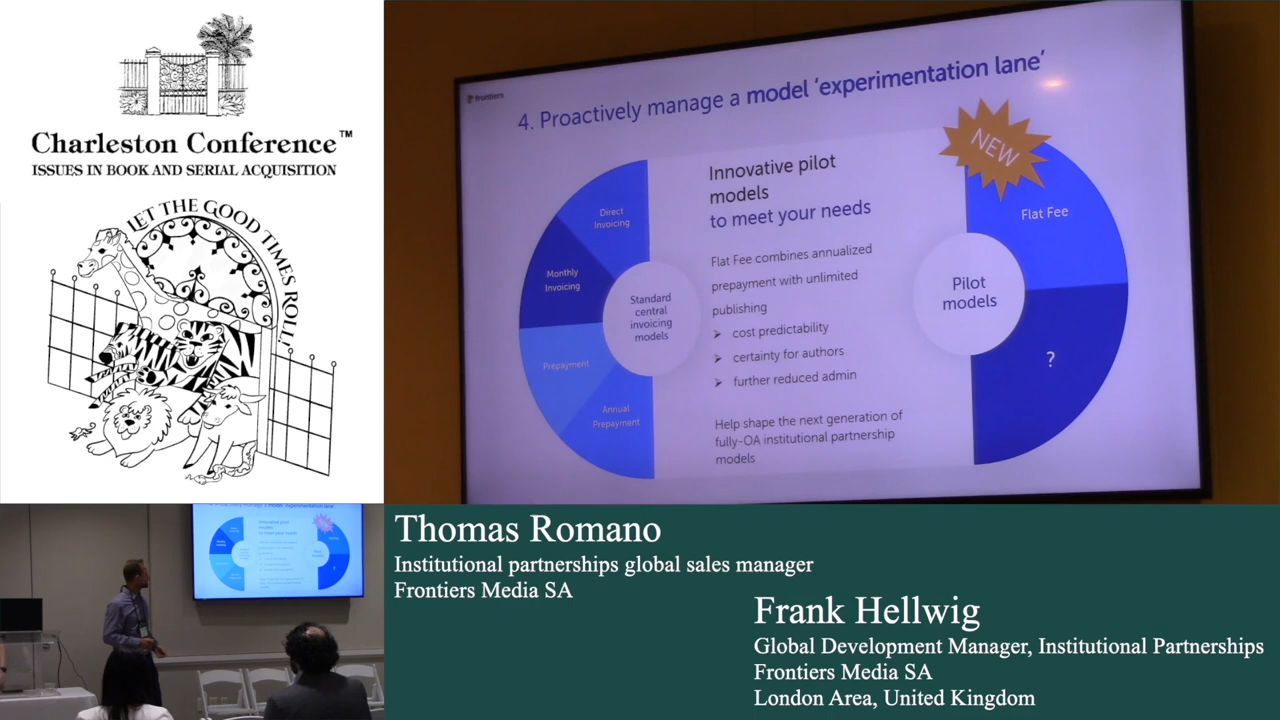 Charleston Conference™
ISSUES IN BOOK AND SERIAL ACQUISITION
LET THE GOOD TIMES ROLL!
frontiers
4. Proactively manage a model 'experimentation lane'
Direct
Invoicing
Monthly
Invoicing
Prepayment
Annual
Prepayment
Standard
central
invoicing
models
Innovative pilot
models
to meet your needs
Flat Fee combines annualized
prepayment with unlimited
publishing
➢ cost predictability
➢ certainty for authors
➢ further reduced admin
Help shape the next generation of
fully-OA institutional partnership
models
NEW
Flat Fee
Pilot
models
?
Thomas Romano
Institutional partnerships global sales manager
Frontiers Media SA
Frank Hellwig
Global Development Manager, Institutional Partnerships
Frontiers Media SA
London Area, United Kingdom